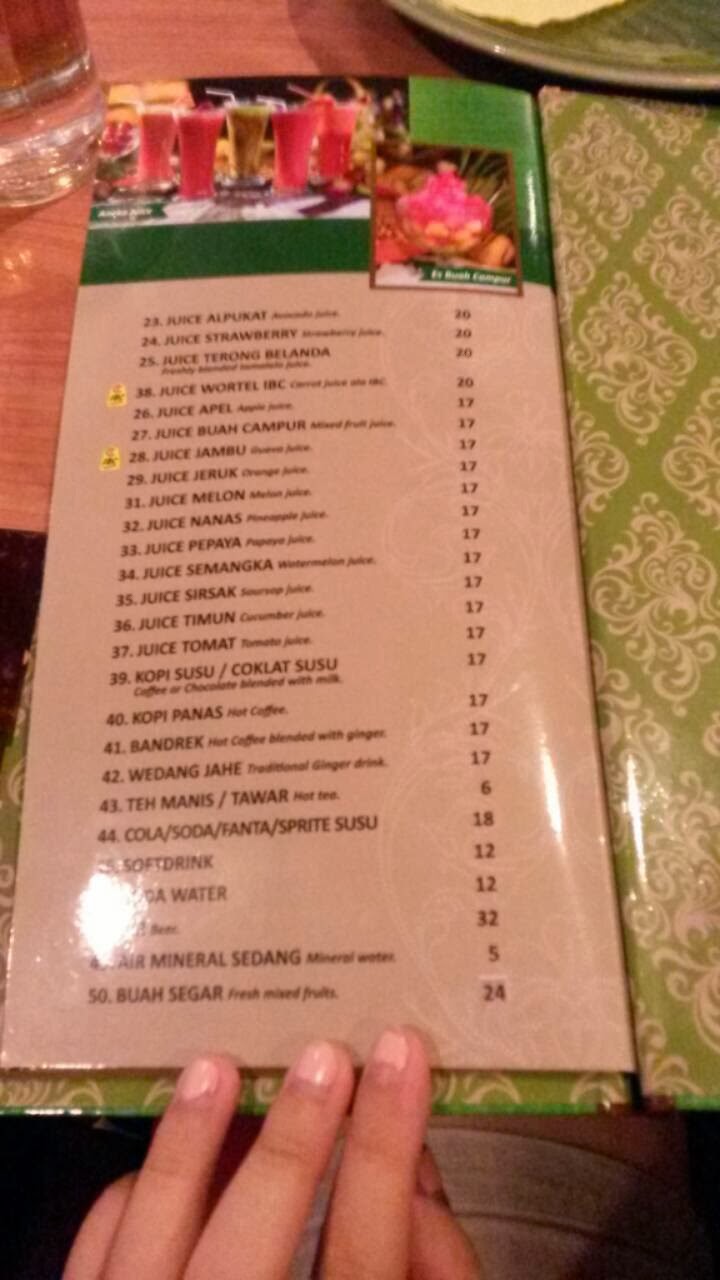 Juice
Es Buah Campur
23. JUICE ALPUKAT Avocado juice. 20
24. JUICE STRAWBERRY Strawberry juice. 20
25. JUICE TERONG BELANDA 20
Freshly blended tamatelo juice.
38. JUICE WORTEL IBC Carrot juice ala IBC. 20
26. JUICE APEL Apple juice. 17
27. JUICE BUAH CAMPUR Mixed fruit juice. 17
28. JUICE JAMBU Guava juice. 17
29. JUICE JERUK Orange juice. 17
31. JUICE MELON Melon juice. 17
32. JUICE NANAS Pineapple juice. 17
33. JUICE PEPAYA Papaya juice. 17
34. JUICE SEMANGKA Watermelon juice. 17
35. JUICE SIRSAK Soursop juice. 17
36. JUICE TIMUN Cucumber juice. 17
37. JUICE TOMAT Tomato juice. 17
39. KOPI SUSU / COKLAT SUSU 17
Coffee or Chocolate blended with milk.
40. KOPI PANAS Hot Coffee. 17
41. BANDREK Hot Coffee blended with ginger. 17
42. WEDANG JAHE Traditional Ginger drink. 17
43. TEH MANIS / TAWAR Hot tea. 6
44. COLA/SODA/FANTA/SPRITE SUSU 18
SOFTDRINK 12
WATER 12
Beer. 32
AIR MINERAL SEDANG Mineral water. 5
50. BUAH SEGAR Fresh mixed fruits. 24